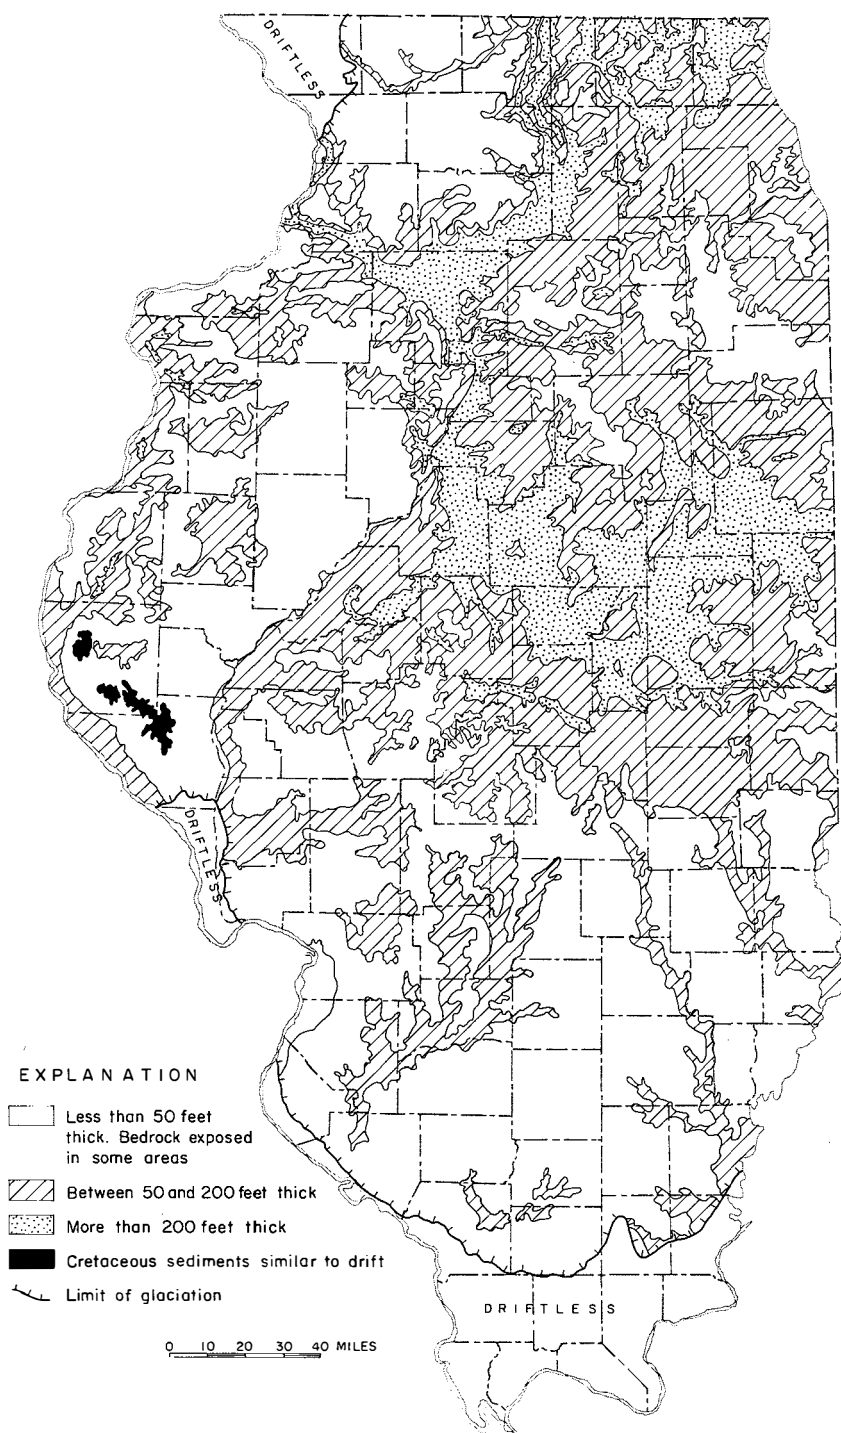 DRIFTLESS
DRIFTLESS
EXPLANATION
Less than 50 feet
thick. Bedrock exposed
in some areas
Between 50 and 200 feet thick
More than 200 feet thick
Cretaceous sediments similar to drift
Limit of glaciation
DRIFTLESS
0 10 20 30 40 MILES